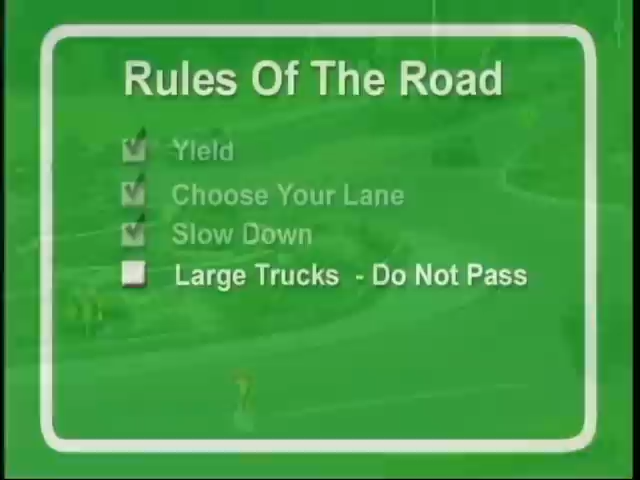 Rules Of The Road
Yield
Choose Your Lane
Slow Down
Large Trucks - Do Not Pass